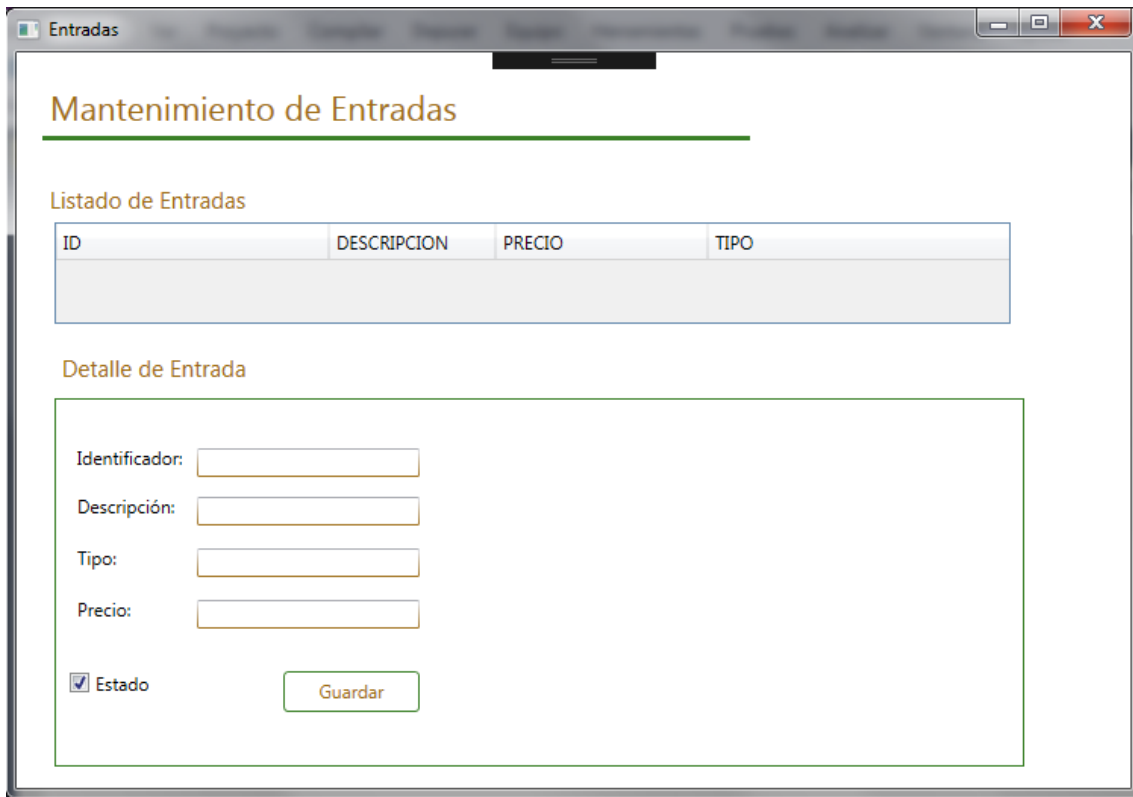 Entradas
Mantenimiento de Entradas
Listado de Entradas
ID DESCRIPCION PRECIO TIPO
Detalle de Entrada
Identificador:
Descripción:
Tipo:
Precio:
Estado Guardar